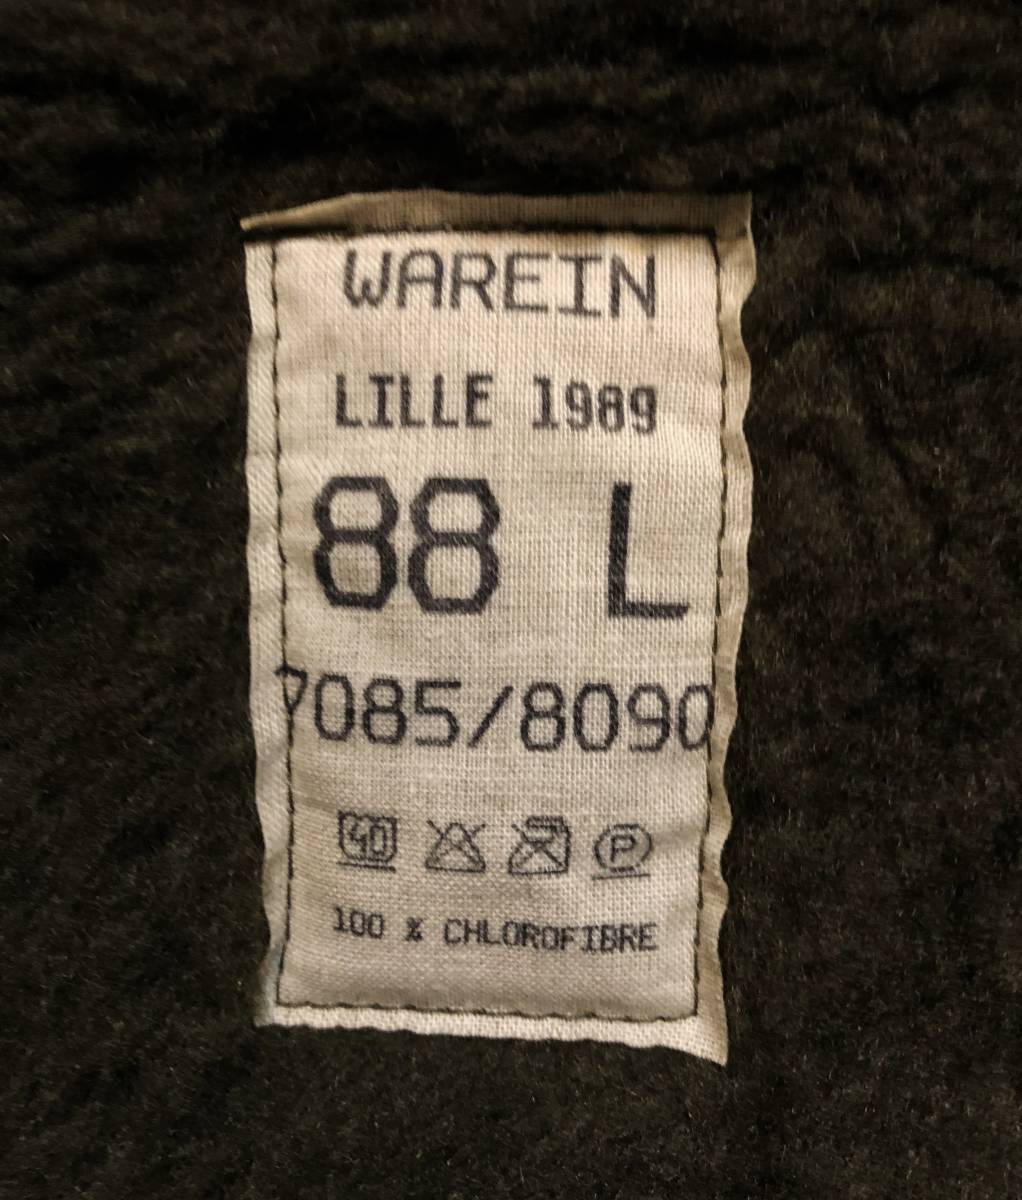 WAREIN
LILLE 1989
88 L
7085/8090
40 P
100 % CHLOROFIBRE